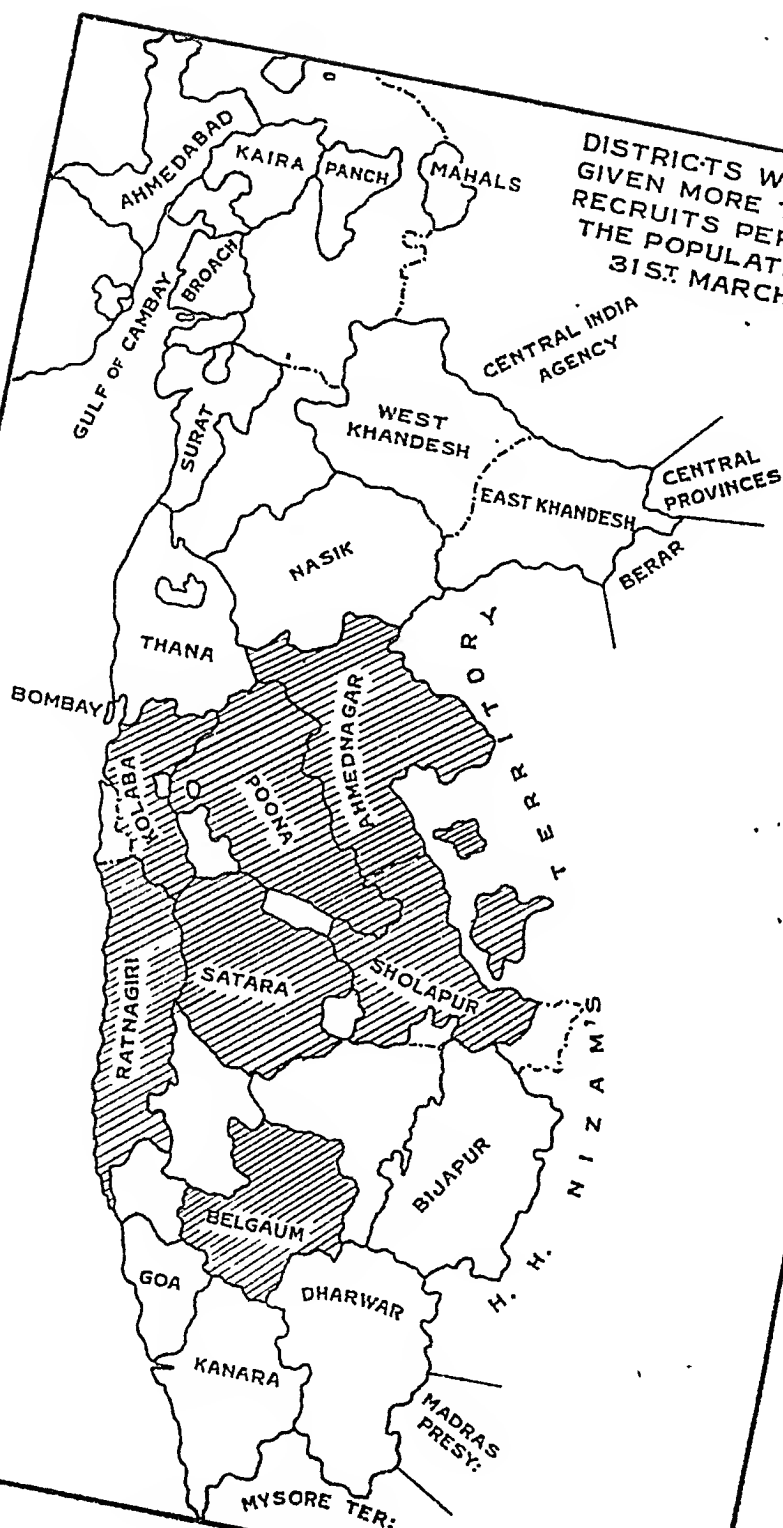 DISTRICTS
GIVEN MORE
RECRUITS
THE
31ST. MARCH
AHMEDABAD
KAIRA
PANCH
MAHALS
BROACH
GULF OF CAMBAY
SURAT
CENTRAL INDIA
AGENCY
WEST
KHANDESH
EAST KHANDESH
CENTRAL
PROVINCES
BERAR
NASIK
THANA
BOMBAY
KOLABA
POONA
AHMEDNAGAR
RATNAGIRI
SATARA
SHOLAPUR
H. H. NIZAM'S TERRITORY
BIJAPUR
BELGAUM
GOA
DHARWAR
KANARA
MADRAS
PRESY:
MYSORE TER: